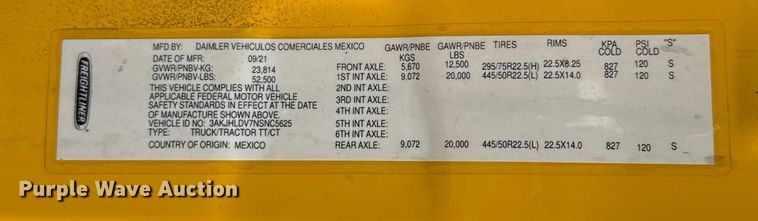 FREIGHTLINER
MFD BY: DAIMLER VEHICULOS COMERCIALES MEXICO GAWR/PNBE GAWR/PNBE TIRES RIMS KPA PSI "S"
DATE OF MFR: 09/21 KGS LBS COLD COLD
GVWR/PNBV-KG: 23,814 FRONT AXLE: 5,670 12,500 295/75R22.5(H) 22.5X8.25 827 120 S
GVWR/PNBV-LBS: 52,500 1ST INT AXLE: 9,072 20,000 445/50R22.5(L) 22.5X14.0 827 120 S
THIS VEHICLE COMPLIES WITH ALL 2ND INT AXLE:
APPLICABLE FEDERAL MOTOR VEHICLE 3RD INT AXLE:
SAFETY STANDARDS IN EFFECT AT THE DATE 4TH INT AXLE:
OF MANUFACTURE SHOWN ABOVE.
VEHICLE ID NO: 3AKJHLDV7NSNC5625 5TH INT AXLE:
TYPE: TRUCK/TRACTOR TT/CT 6TH INT AXLE:
COUNTRY OF ORIGIN: MEXICO REAR AXLE: 9,072 20,000 445/50R22.5(L) 22.5X14.0 827 120 S
Purple Wave Auction